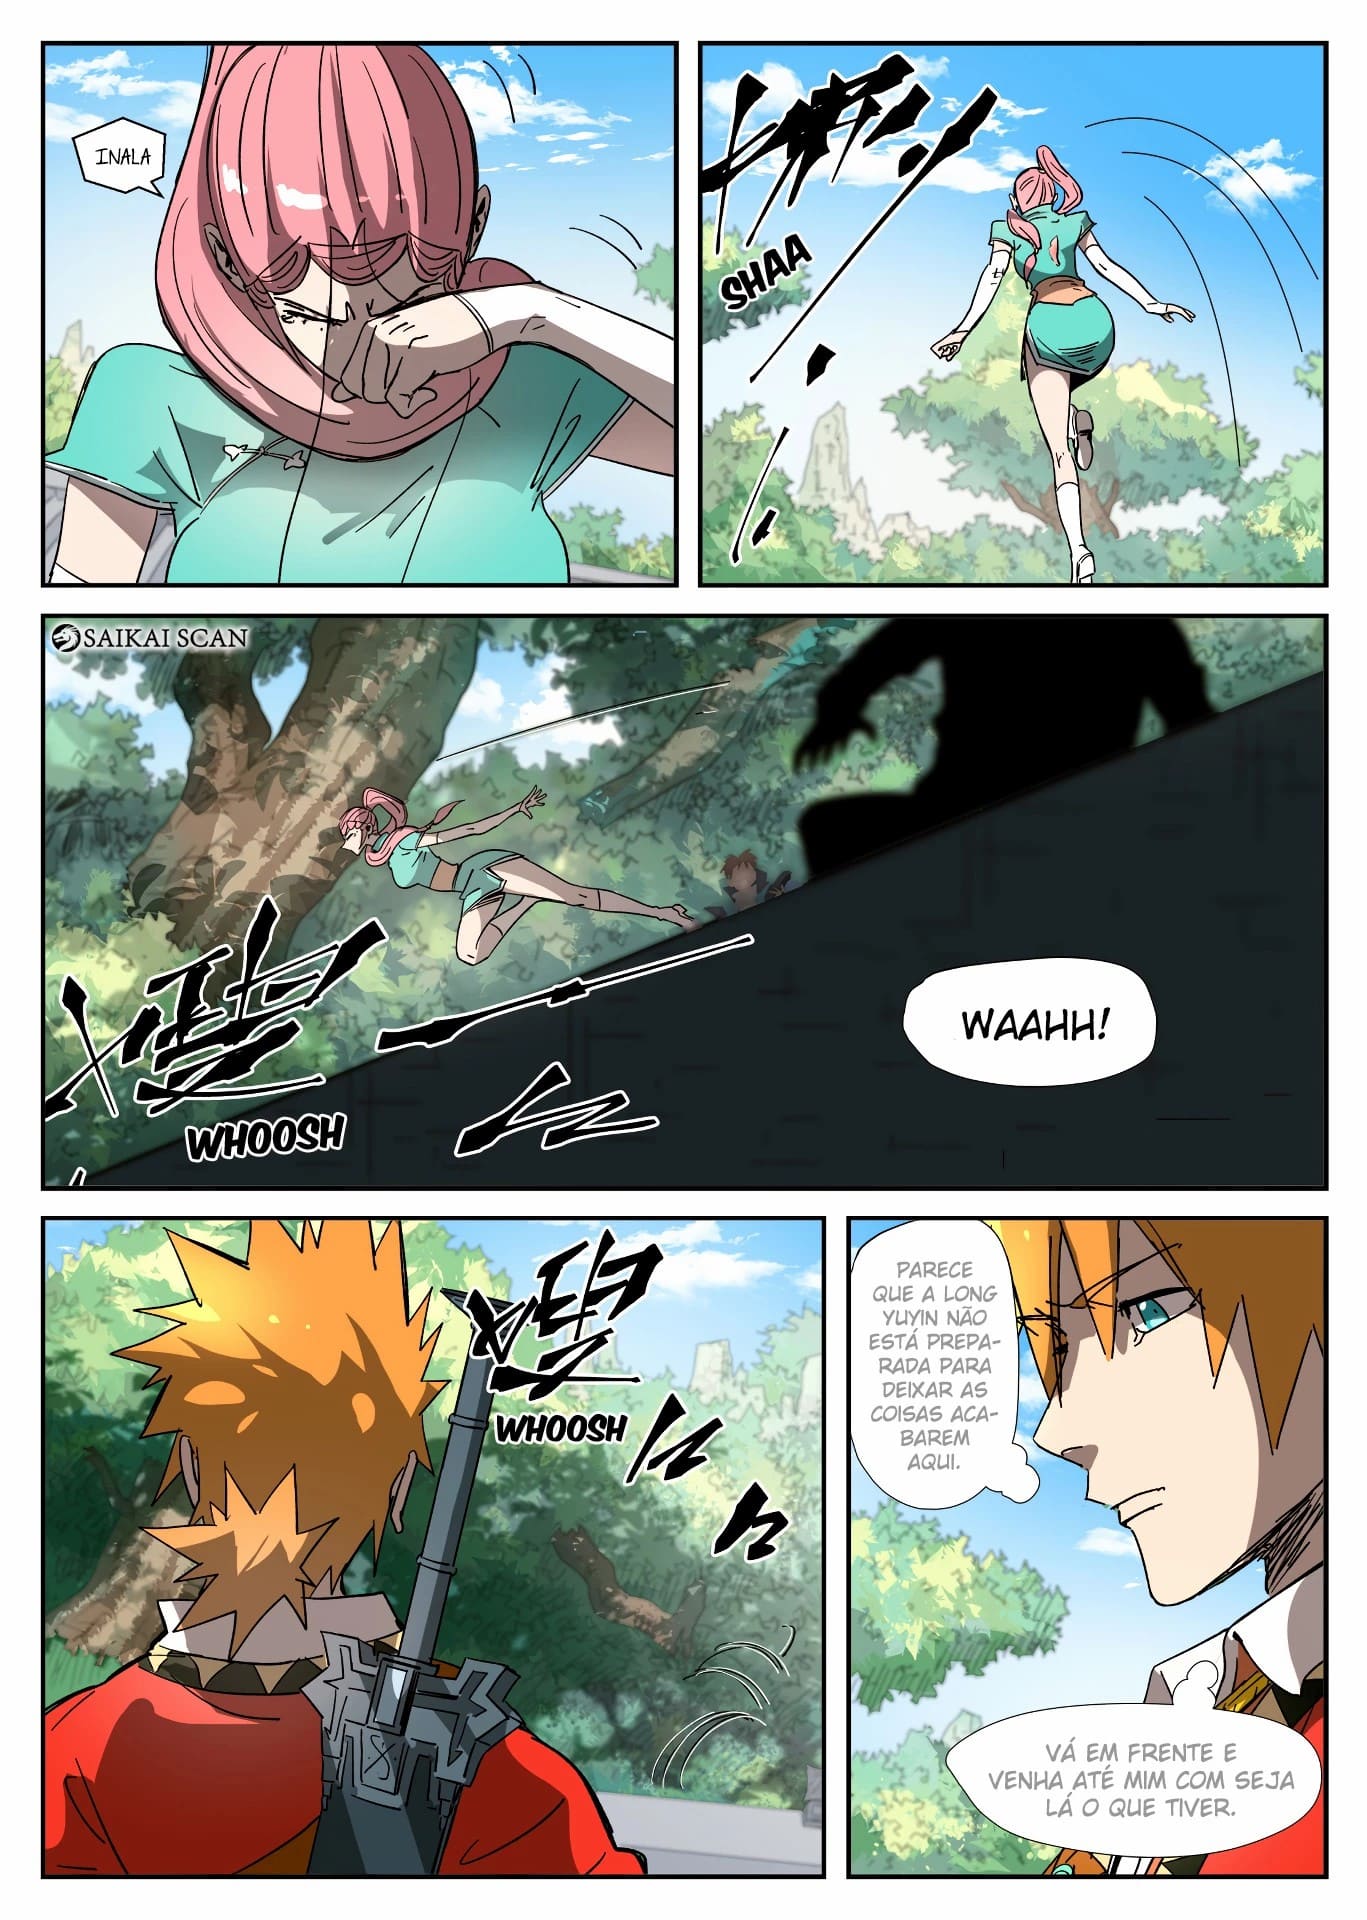 INALA
SHAA
SAIKAI SCAN
WAAHH!
WHOOSH
WHOOSH
PARECE
QUE A LONG
YUYIN NÃO
ESTÁ PREPA-
RADA PARA
DEIXAR AS
COISAS ACA-
BAREM
AQUI.
VÁ EM FRENTE E
VENHA ATÉ MIM COM SEJA
LÁ O QUE TIVER.